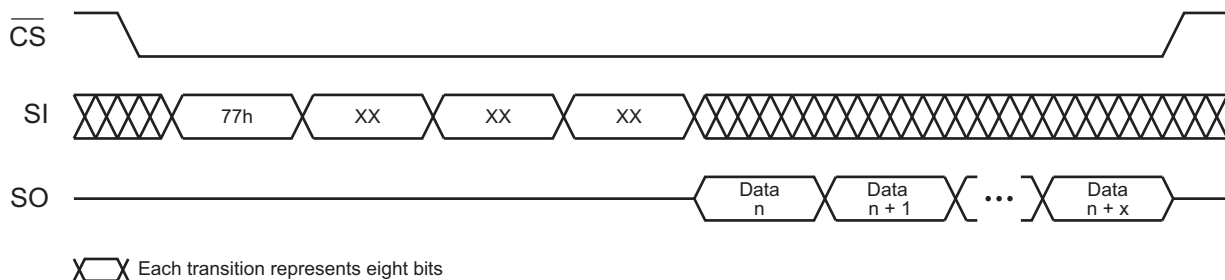 CS
SI 77h XX XX XX
SO Data n Data n + 1 ••• Data n + x
Each transition represents eight bits